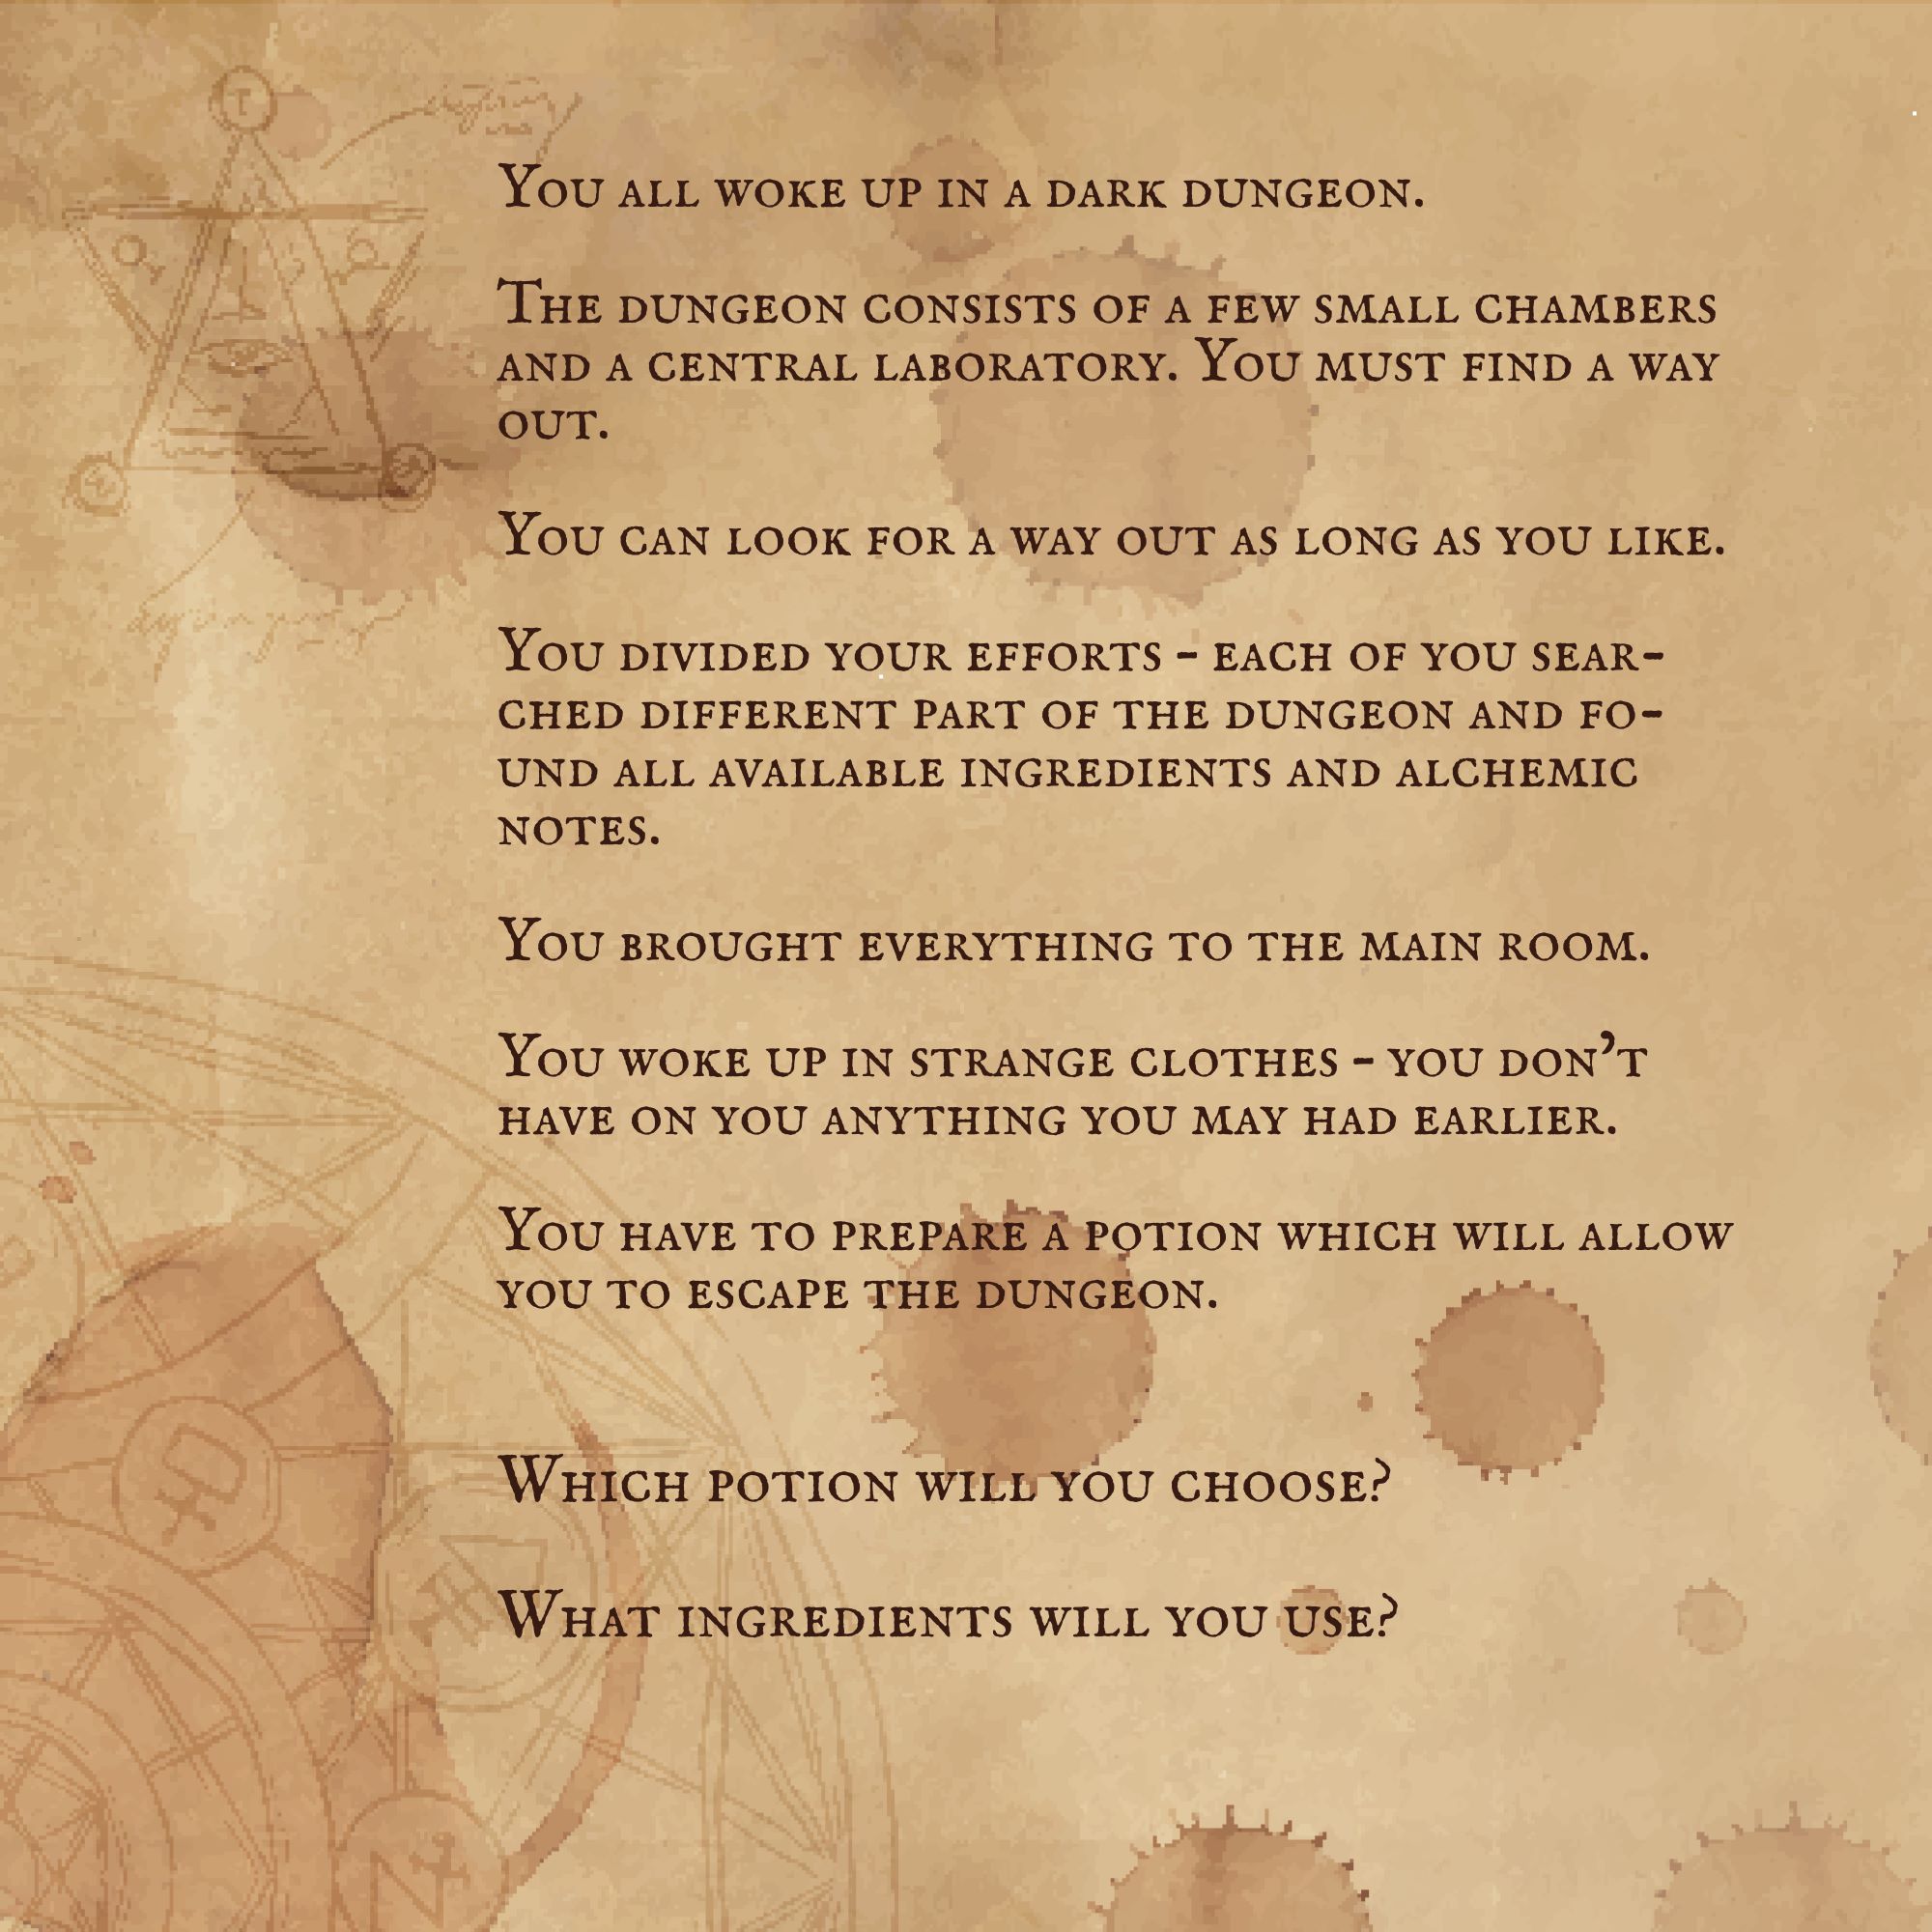 You all woke up in a dark dungeon.
The dungeon consists of a few small chambers
and a central laboratory. You must find a way
out.
You can look for a way out as long as you like.
You divided your efforts - each of you sear-
ched different part of the dungeon and fo-
und all available ingredients and alchemic
notes.
You brought everything to the main room.
You woke up in strange clothes - you don't
have on you anything you may had earlier.
You have to prepare a potion which will allow
you to escape the dungeon.
Which potion will you choose?
What ingredients will you use?